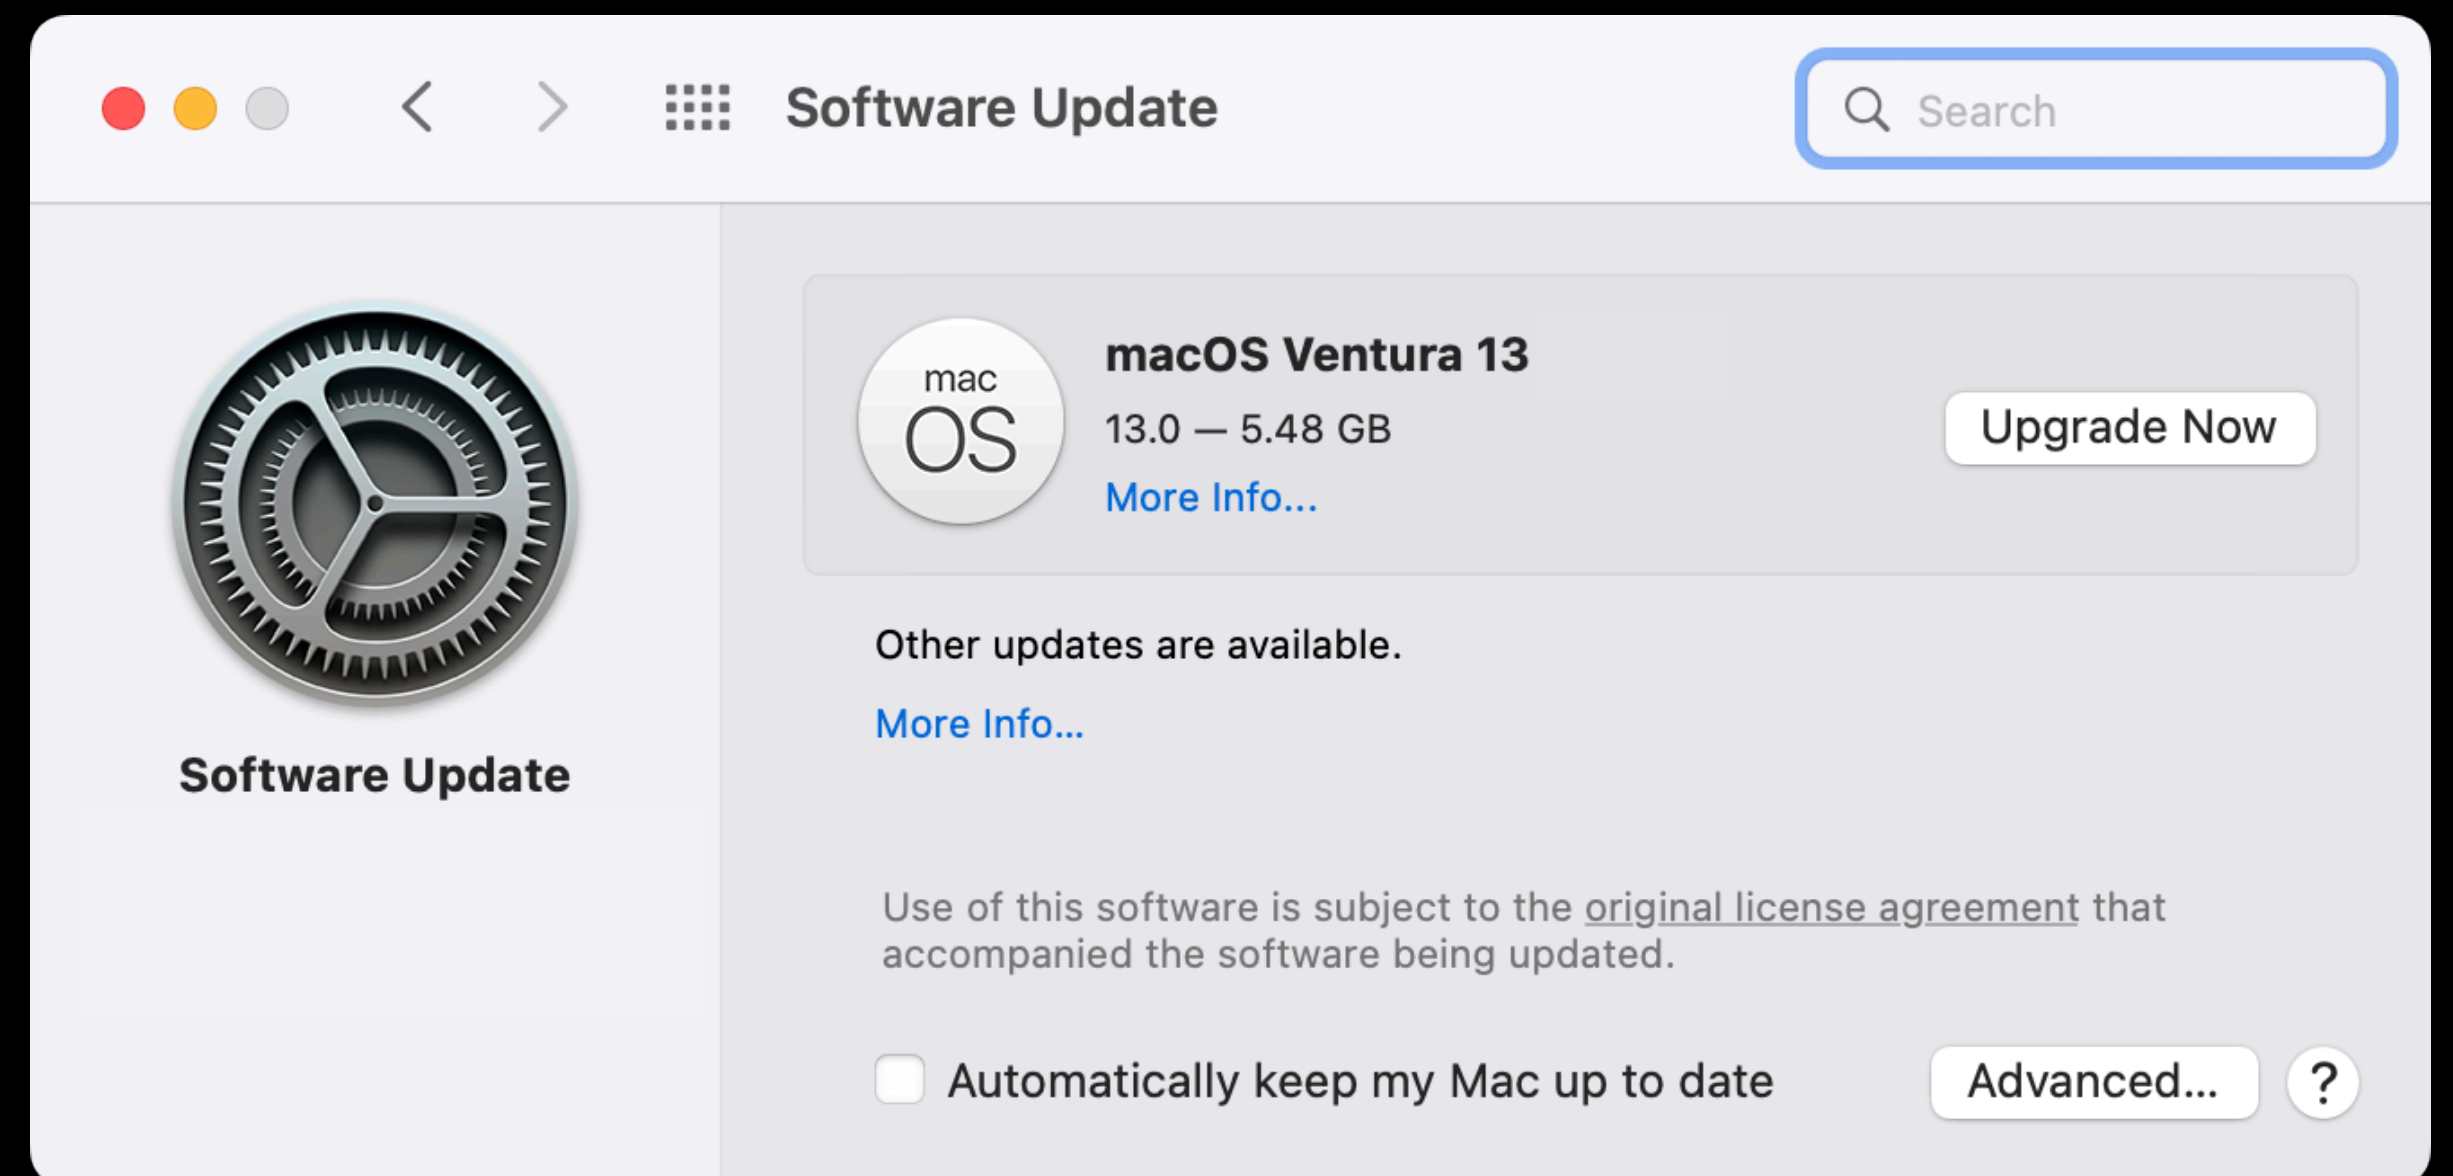 Software Update
Search
mac
OS
macOS Ventura 13
13.0 — 5.48 GB
More Info...
Upgrade Now
Other updates are available.
More Info...
Software Update
Use of this software is subject to the original license agreement that
accompanied the software being updated.
Automatically keep my Mac up to date
Advanced...
?